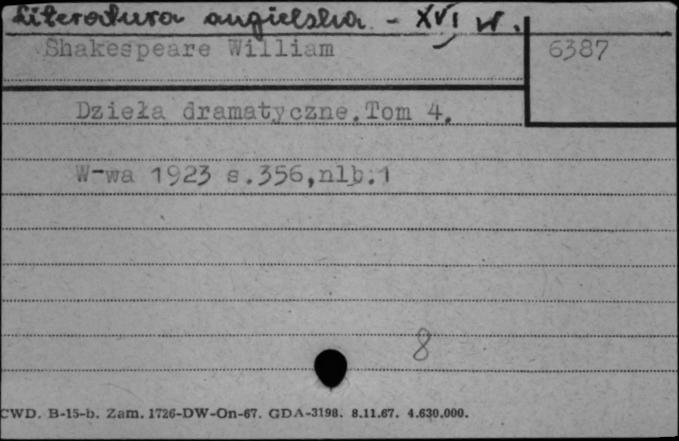 Literatura angielska - XVI w.
Shakespeare William
6387
Dzieła dramatyczne.Tom 4.
W-wa 1923 s.356,nlb.1
8
CWD. B-15-b. Zam. 1726-DW-On-67. GDA-3198. 8.11.67. 4.630.000.